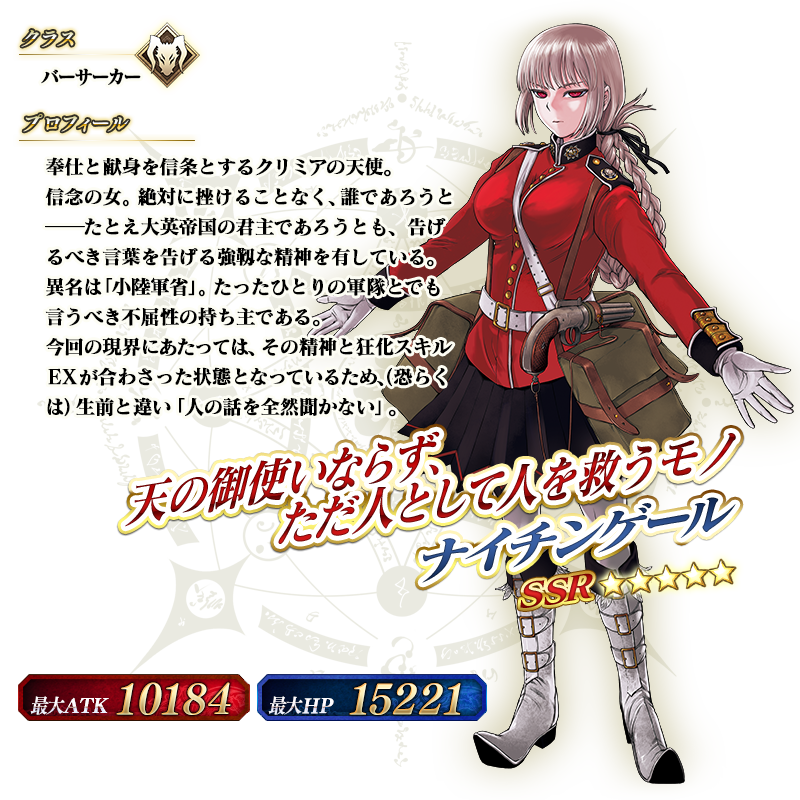 クラス
バーサーカー
プロフィール
奉仕と献身を信条とするクリミアの天使。
信念の女。絶対に挫けることなく、誰であろうと
――たとえ大英帝国の君主であろうとも、告げ
るべき言葉を告げる強靱な精神を有している。
異名は「小陸軍省」。たったひとりの軍隊とでも
言うべき不屈性の持ち主である。
今回の現界にあたっては、その精神と狂化スキル
EXが合わさった状態となっているため、(恐らく
は)生前と違い「人の話を全然聞かない」。
天の御使いならず、
ただ人として人を救うモノ
ナイチンゲール
SSR
最大ATK 10184
最大HP 15221